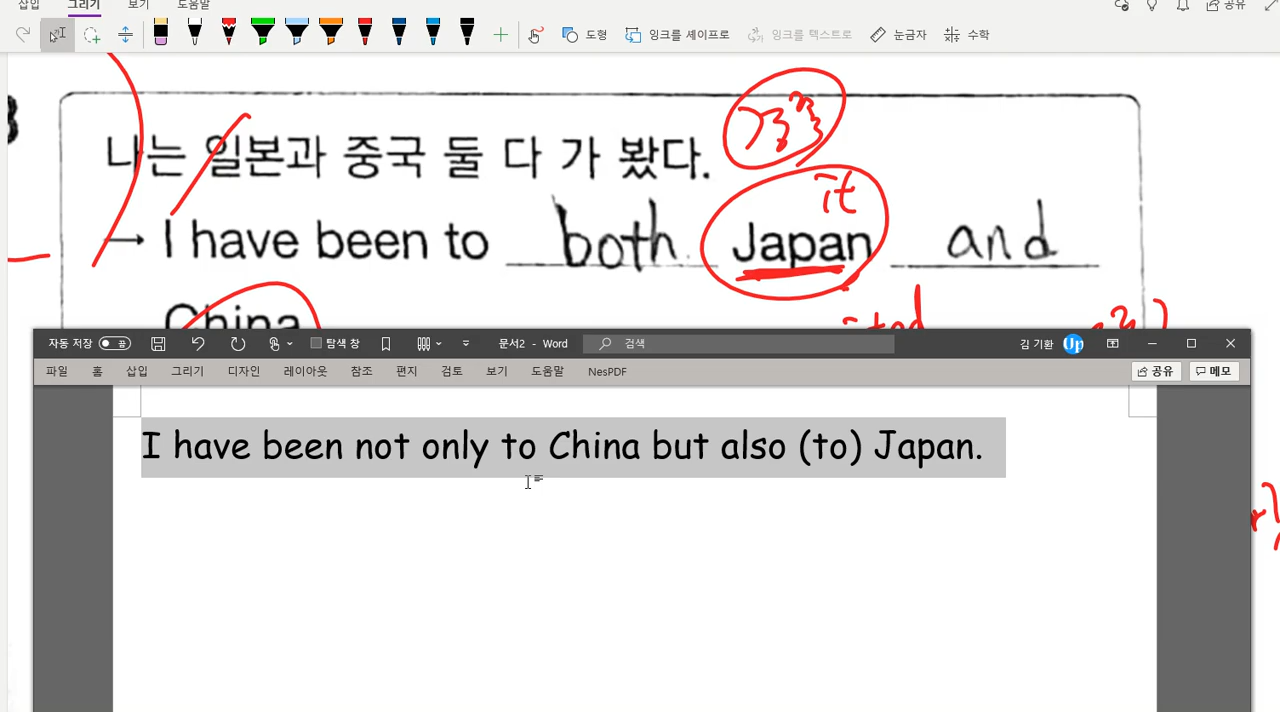 삽입 그리기 보기 도움말 공유
도형 잉크를 셰이프로 잉크를 텍스트로 눈금자 수학
나는 일본과 중국 둘 다 가 봤다.
it
→ I have been to both Japan and
China
자동 저장 끔 탐색 창 문서2 - Word 검색 김 기환 Up
파일 홈 삽입 그리기 디자인 레이아웃 참조 편지 검토 보기 도움말 NesPDF 공유 메모
I have been not only to China but also (to) Japan.